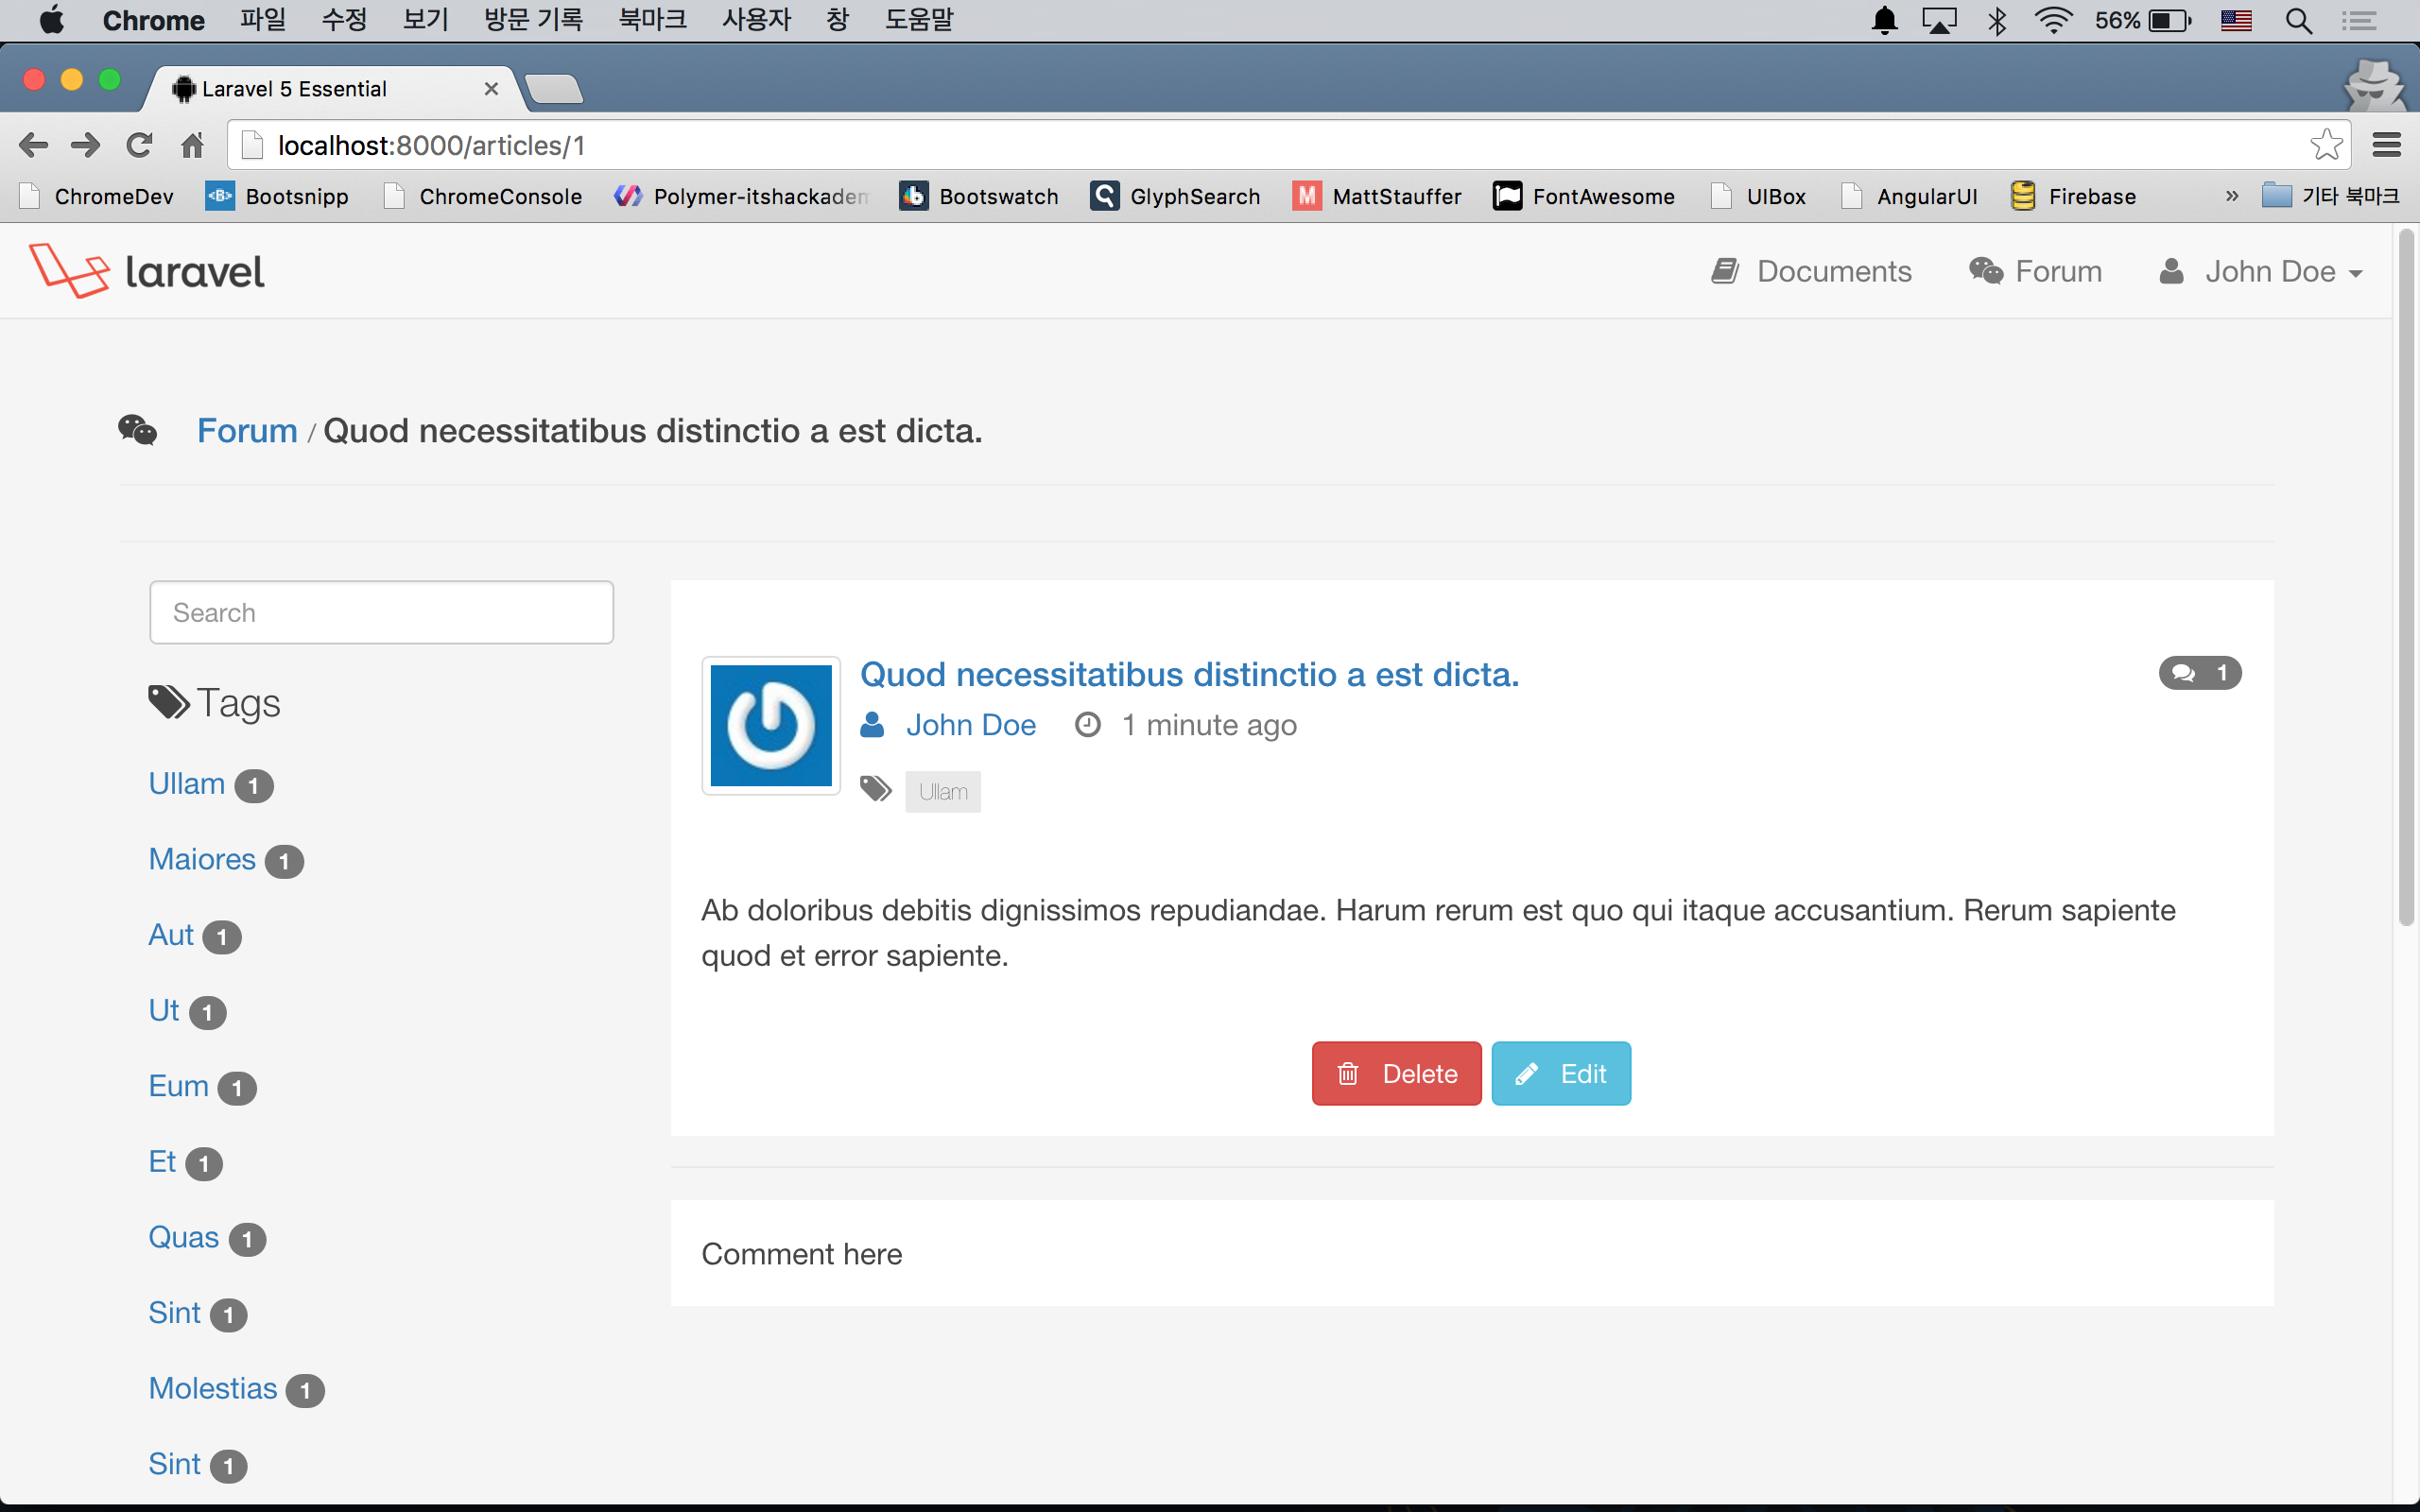 Chrome 파일 수정 보기 방문 기록 북마크 사용자 창 도움말 56%
Laravel 5 Essential
localhost:8000/articles/1
ChromeDev Bootsnipp ChromeConsole Polymer-itshackadem Bootswatch GlyphSearch MattStauffer FontAwesome UIBox AngularUI Firebase » 기타 북마크
laravel Documents Forum John Doe
Forum / Quod necessitatibus distinctio a est dicta.
Search
Tags
Ullam 1
Maiores 1
Aut 1
Ut 1
Eum 1
Et 1
Quas 1
Sint 1
Molestias 1
Sint 1
Quod necessitatibus distinctio a est dicta. 1
John Doe 1 minute ago
Ullam
Ab doloribus debitis dignissimos repudiandae. Harum rerum est quo qui itaque accusantium. Rerum sapiente
quod et error sapiente.
Delete Edit
Comment here